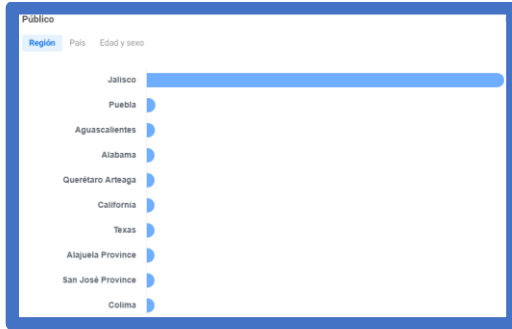 Público
Región País Edad y sexo
Jalisco
Puebla
Aguascalientes
Alabama
Querétaro Arteaga
California
Texas
Alajuela Province
San José Province
Colima